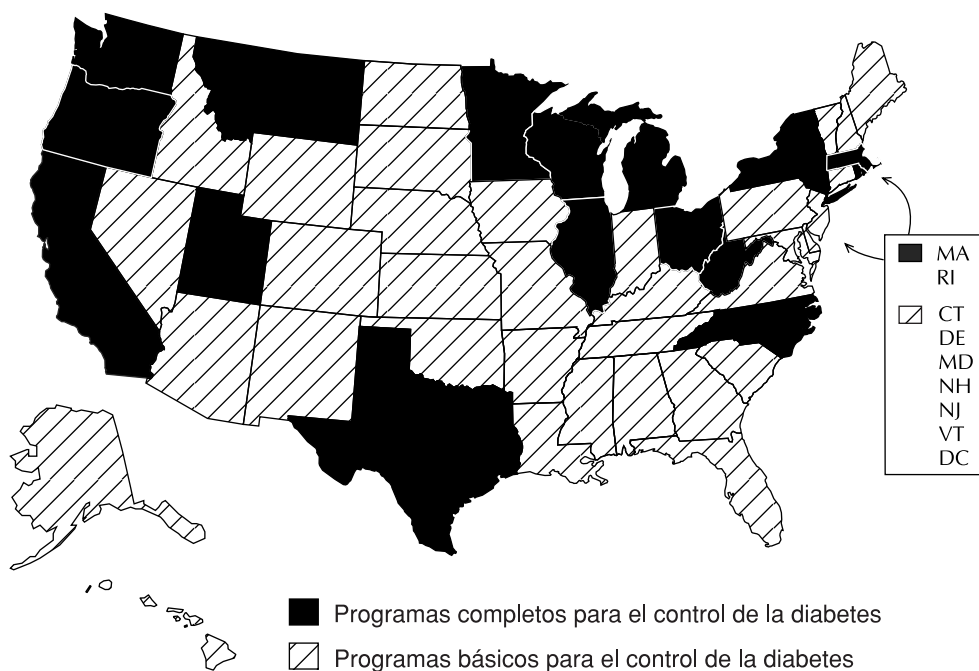 MA
RI
CT
DE
MD
NH
NJ
VT
DC
Programas completos para el control de la diabetes
Programas básicos para el control de la diabetes